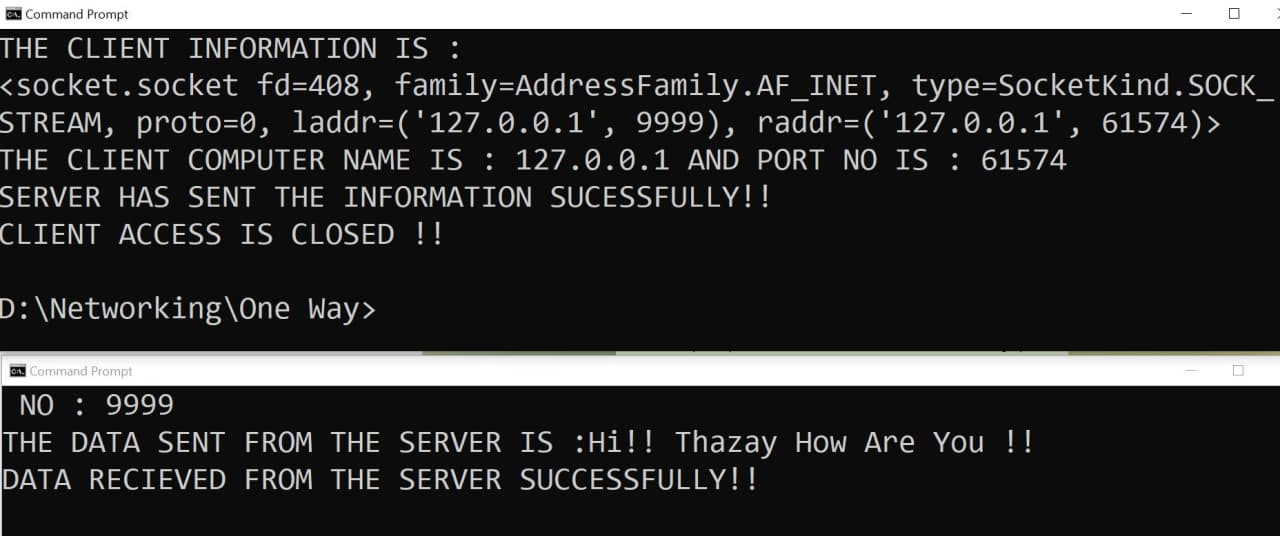 Command Prompt
THE CLIENT INFORMATION IS :
<socket.socket fd=408, family=AddressFamily.AF_INET, type=SocketKind.SOCK_
STREAM, proto=0, laddr=('127.0.0.1', 9999), raddr=('127.0.0.1', 61574)>
THE CLIENT COMPUTER NAME IS : 127.0.0.1 AND PORT NO IS : 61574
SERVER HAS SENT THE INFORMATION SUCESSFULLY!!
CLIENT ACCESS IS CLOSED !!
D:\Networking\One Way>
Command Prompt
NO : 9999
THE DATA SENT FROM THE SERVER IS :Hi!! Thazay How Are You !!
DATA RECIEVED FROM THE SERVER SUCCESSFULLY!!